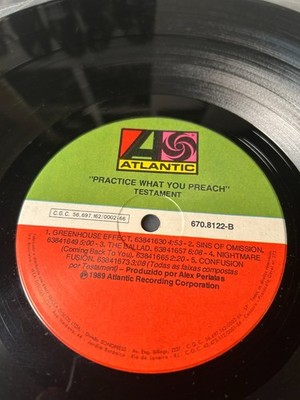 ATLANTIC
"PRACTICE WHAT YOU PREACH"
TESTAMENT
C.G.C. 56.697.162/0002
670.8122-B
1. GREENHOUSE EFFECT, 63841630 4:53 - 2. SINS OF OMISSION,
63841649 5:00 - 3. THE BALLAD, 63841657 6:08 - 4. NIGHTMARE
(Coming Back To You), 63841665 2:20 - 5. CONFUSION
FUSION, 63841673 3:08 (Todas as faixas compostas
por Testament) - Produzido por Alex Perialas
℗ 1989 Atlantic Recording Corporation